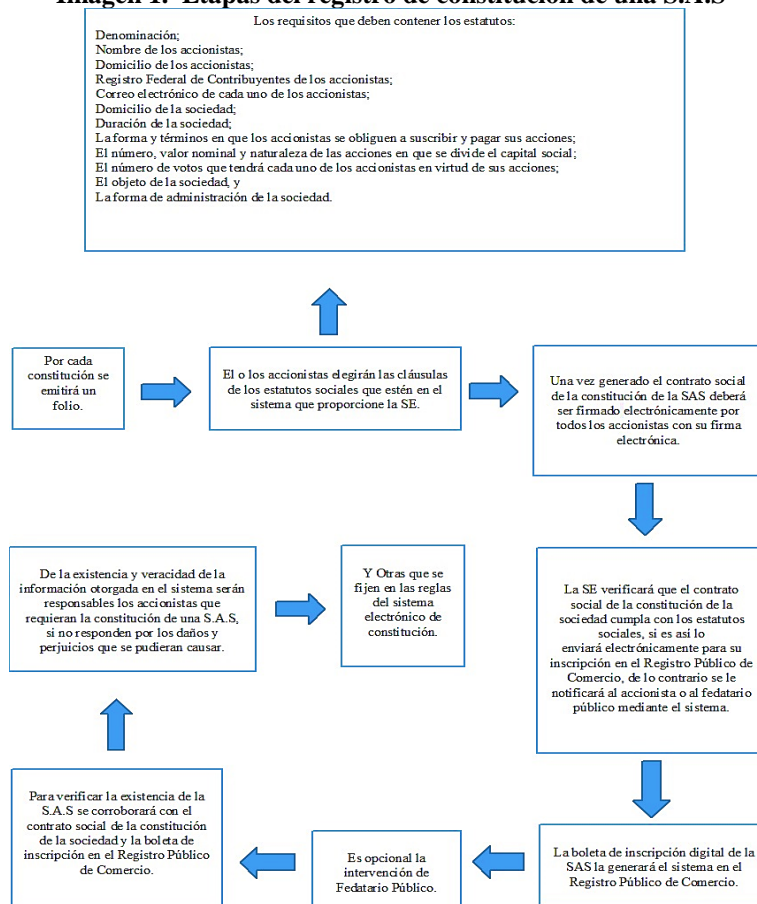 Imagen 1. Etapas del registro de constitución de una S.A.S
Los requisitos que deben contener los estatutos:
Denominación;
Nombre de los accionistas;
Domicilio de los accionistas;
Registro Federal de Contribuyentes de los accionistas;
Correo electrónico de cada uno de los accionistas;
Domicilio de la sociedad;
Duración de la sociedad;
La forma y términos en que los accionistas se obliguen a suscribir y pagar sus acciones;
El número, valor nominal y naturaleza de las acciones en que se divide el capital social;
El número de votos que tendrá cada uno de los accionistas en virtud de sus acciones;
El objeto de la sociedad, y
La forma de administración de la sociedad.
Por cada
constitución se
emitirá un
folio.
El o los accionistas elegirán las cláusulas
de los estatutos sociales que estén en el
sistema que proporcione la SE.
Una vez generado el contrato social
de la constitución de la SAS deberá
ser firmado electrónicamente por
todos los accionistas con su firma
electrónica.
La SE verificará que el contrato
social de la constitución de la
sociedad cumpla con los estatutos
sociales, si es asi lo
enviará electrónicamente para su
inscripción en el Registro Público de
Comercio, de lo contrario se le
notificará al accionista o al fedatario
público mediante el sistema.
La boleta de inscripción digital de la
SAS la generará el sistema en el
Registro Público de Comercio.
Es opcional la
intervención de
Fedatario Público.
Para verificar la existencia de la
S.A.S se corroborará con el
contrato social de la constitución
de la sociedad y la boleta de
inscripción en el Registro Público
de Comercio.
De la existencia y veracidad de la
información otorgada en el sistema serán
responsables los accionistas que
requieran la constitución de una S.A.S,
si no responden por los daños y
perjuicios que se pudieran causar.
Y Otras que se
fijen en las reglas
del sistema
electrónico de
constitución.